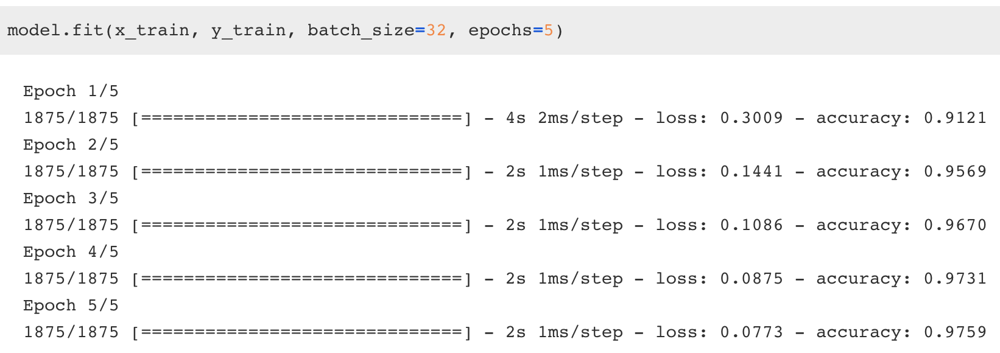 model.fit(x_train, y_train, batch_size=32, epochs=5)
Epoch 1/5
1875/1875 [==============================] - 4s 2ms/step - loss: 0.3009 - accuracy: 0.9121
Epoch 2/5
1875/1875 [==============================] - 2s 1ms/step - loss: 0.1441 - accuracy: 0.9569
Epoch 3/5
1875/1875 [==============================] - 2s 1ms/step - loss: 0.1086 - accuracy: 0.9670
Epoch 4/5
1875/1875 [==============================] - 2s 1ms/step - loss: 0.0875 - accuracy: 0.9731
Epoch 5/5
1875/1875 [==============================] - 2s 1ms/step - loss: 0.0773 - accuracy: 0.9759